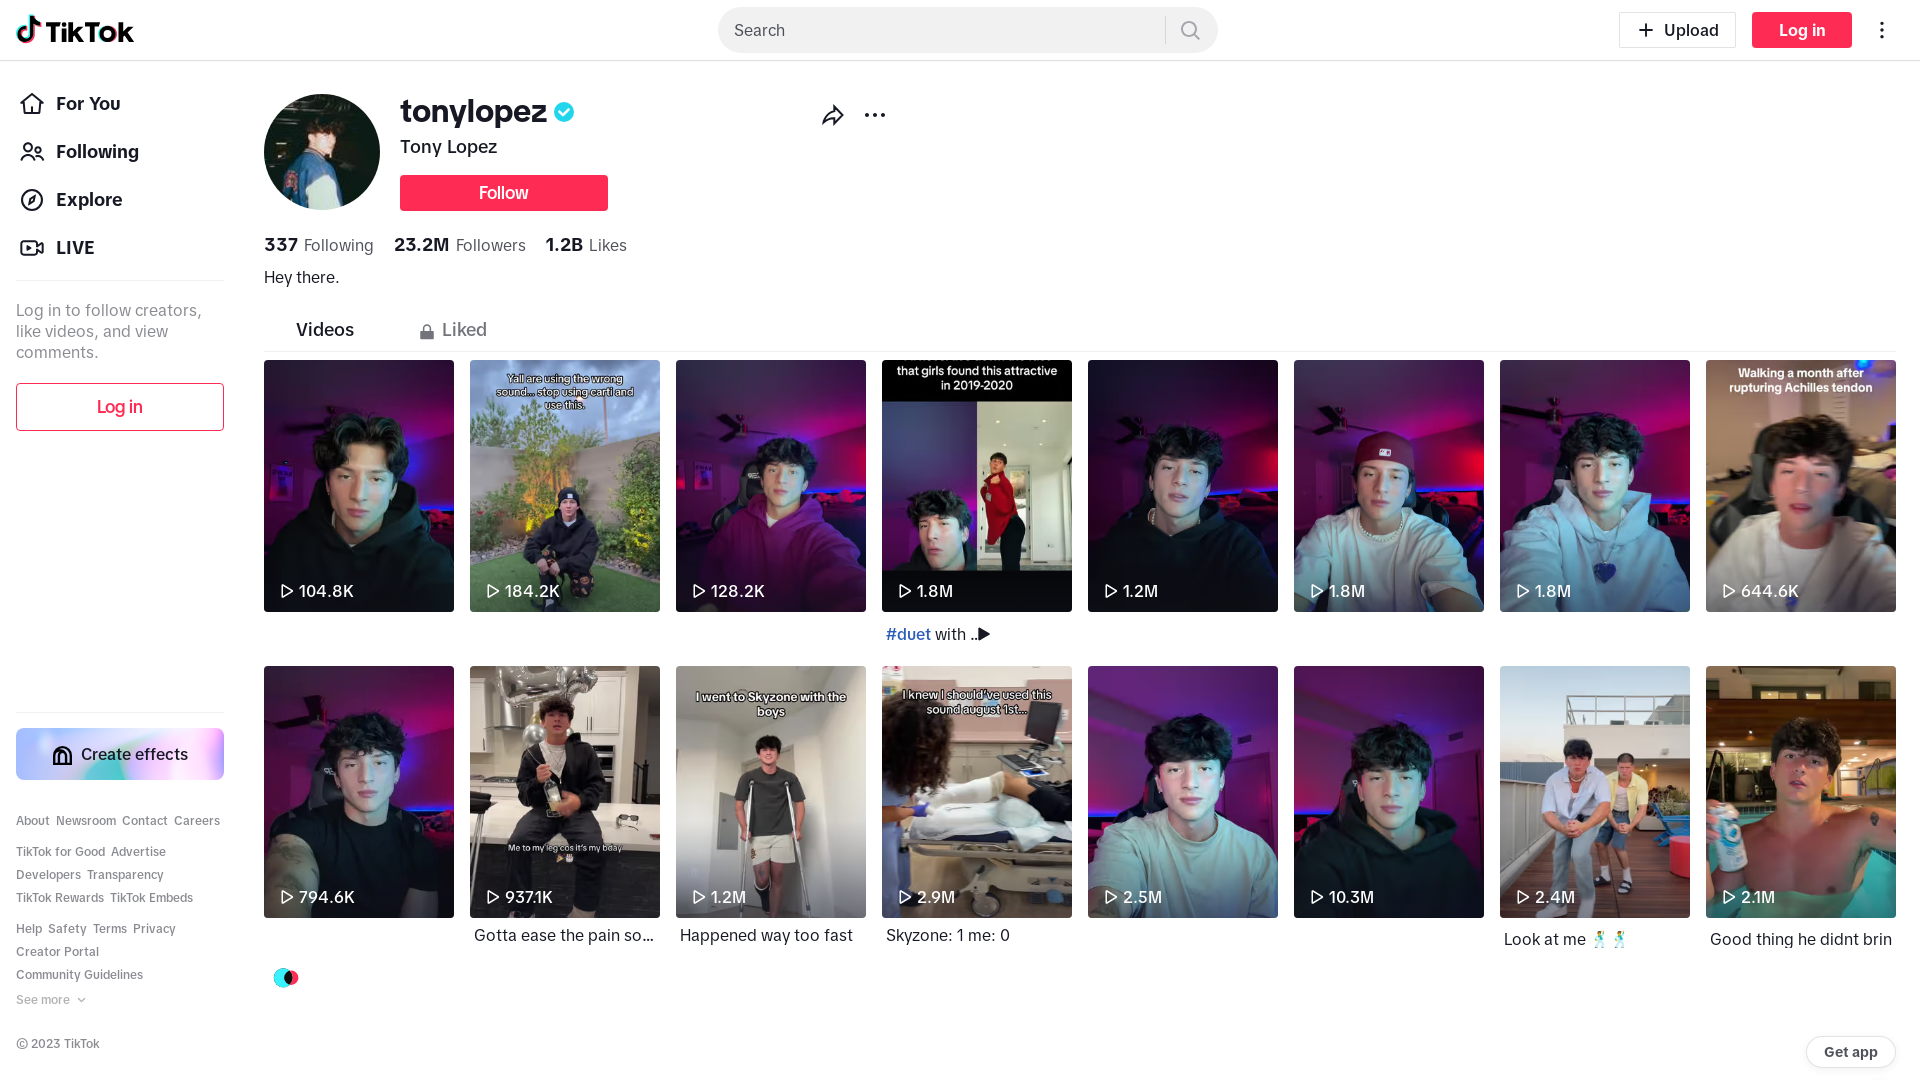 TikTok
Search
Upload
Log in
For You
Following
Explore
LIVE
Log in to follow creators,
like videos, and view
comments.
Log in
Create effects
About Newsroom Contact Careers
TikTok for Good Advertise
Developers Transparency
TikTok Rewards TikTok Embeds
Help Safety Terms Privacy
Creator Portal
Community Guidelines
See more
© 2023 TikTok
tonylopez
Tony Lopez
Follow
337 Following 23.2M Followers 1.2B Likes
Hey there.
Videos
Liked
104.8K
Yall are using the wrong
sound... stop using carti and
use this.
184.2K
128.2K
that girls found this attractive
in 2019-2020
1.8M
#duet with ..
1.2M
1.8M
1.8M
Walking a month after
rupturing Achilles tendon
644.6K
794.6K
Me to my leg cos it's my bday
937.1K
Gotta ease the pain so...
I went to Skyzone with the
boys
1.2M
Happened way too fast
I knew I should've used this
sound august 1st...
2.9M
Skyzone: 1 me: 0
2.5M
10.3M
2.4M
Look at me 🕺🕺
2.1M
Good thing he didnt brin
Get app